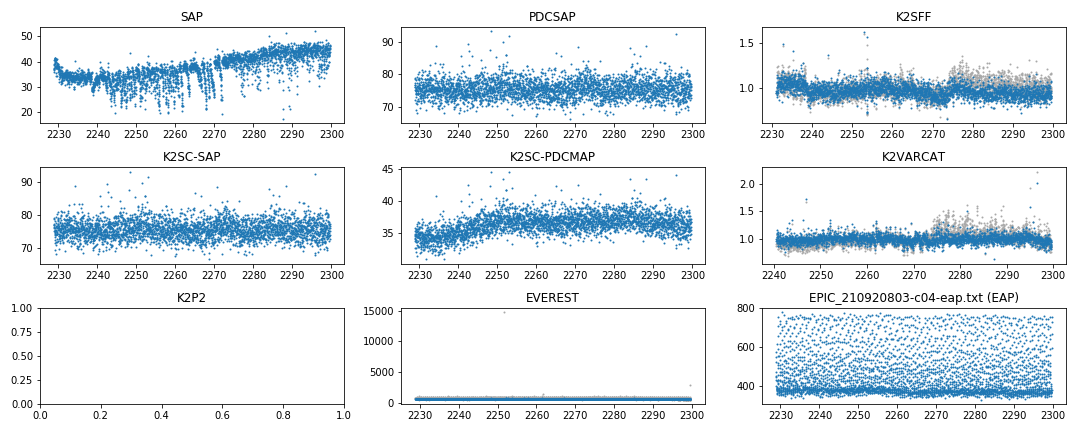 SAP
50
40
30
20
2230 2240 2250 2260 2270 2280 2290 2300
PDCSAP
90
80
70
2230 2240 2250 2260 2270 2280 2290 2300
K2SFF
1.5
1.0
2230 2240 2250 2260 2270 2280 2290 2300
K2SC-SAP
90
80
70
2230 2240 2250 2260 2270 2280 2290 2300
K2SC-PDCMAP
45
40
35
2230 2240 2250 2260 2270 2280 2290 2300
K2VARCAT
2.0
1.5
1.0
2240 2250 2260 2270 2280 2290 2300
K2P2
1.00
0.75
0.50
0.25
0.00
0.0 0.2 0.4 0.6 0.8 1.0
EVEREST
15000
10000
5000
0
2230 2240 2250 2260 2270 2280 2290 2300
EPIC_210920803-c04-eap.txt (EAP)
800
600
400
2230 2240 2250 2260 2270 2280 2290 2300